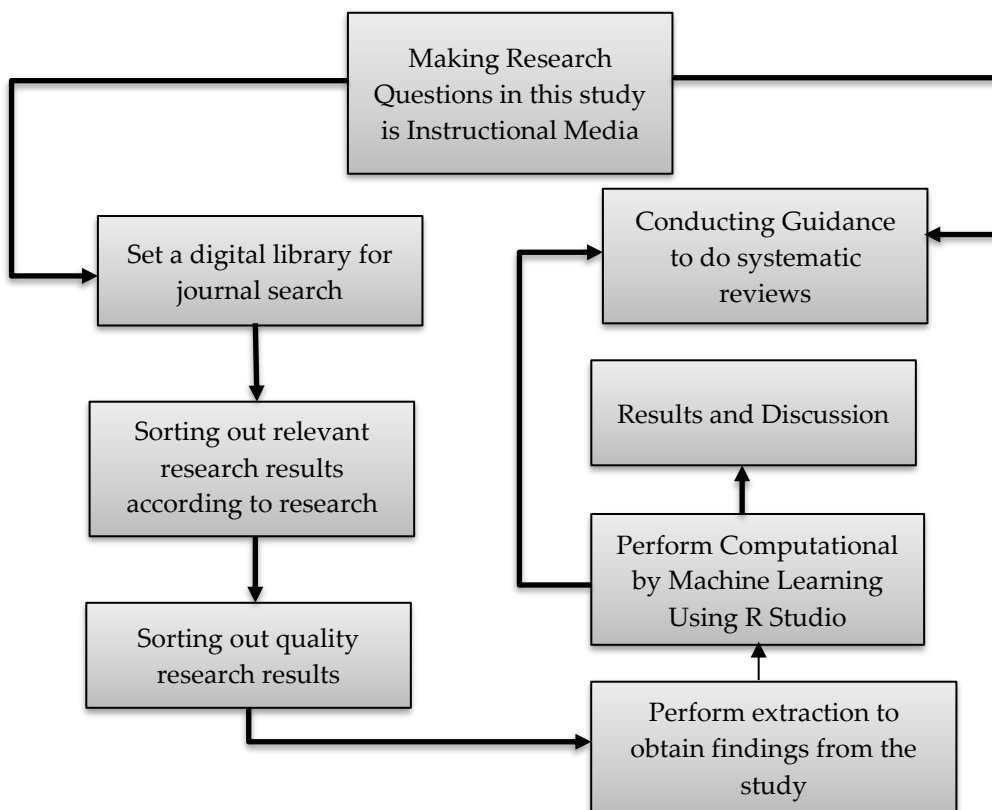 Making Research
Questions in this study
is Instructional Media
Set a digital library for
journal search
Sorting out relevant
research results
according to research
Sorting out quality
research results
Conducting Guidance
to do systematic
reviews
Results and Discussion
Perform Computational
by Machine Learning
Using R Studio
Perform extraction to
obtain findings from the
study